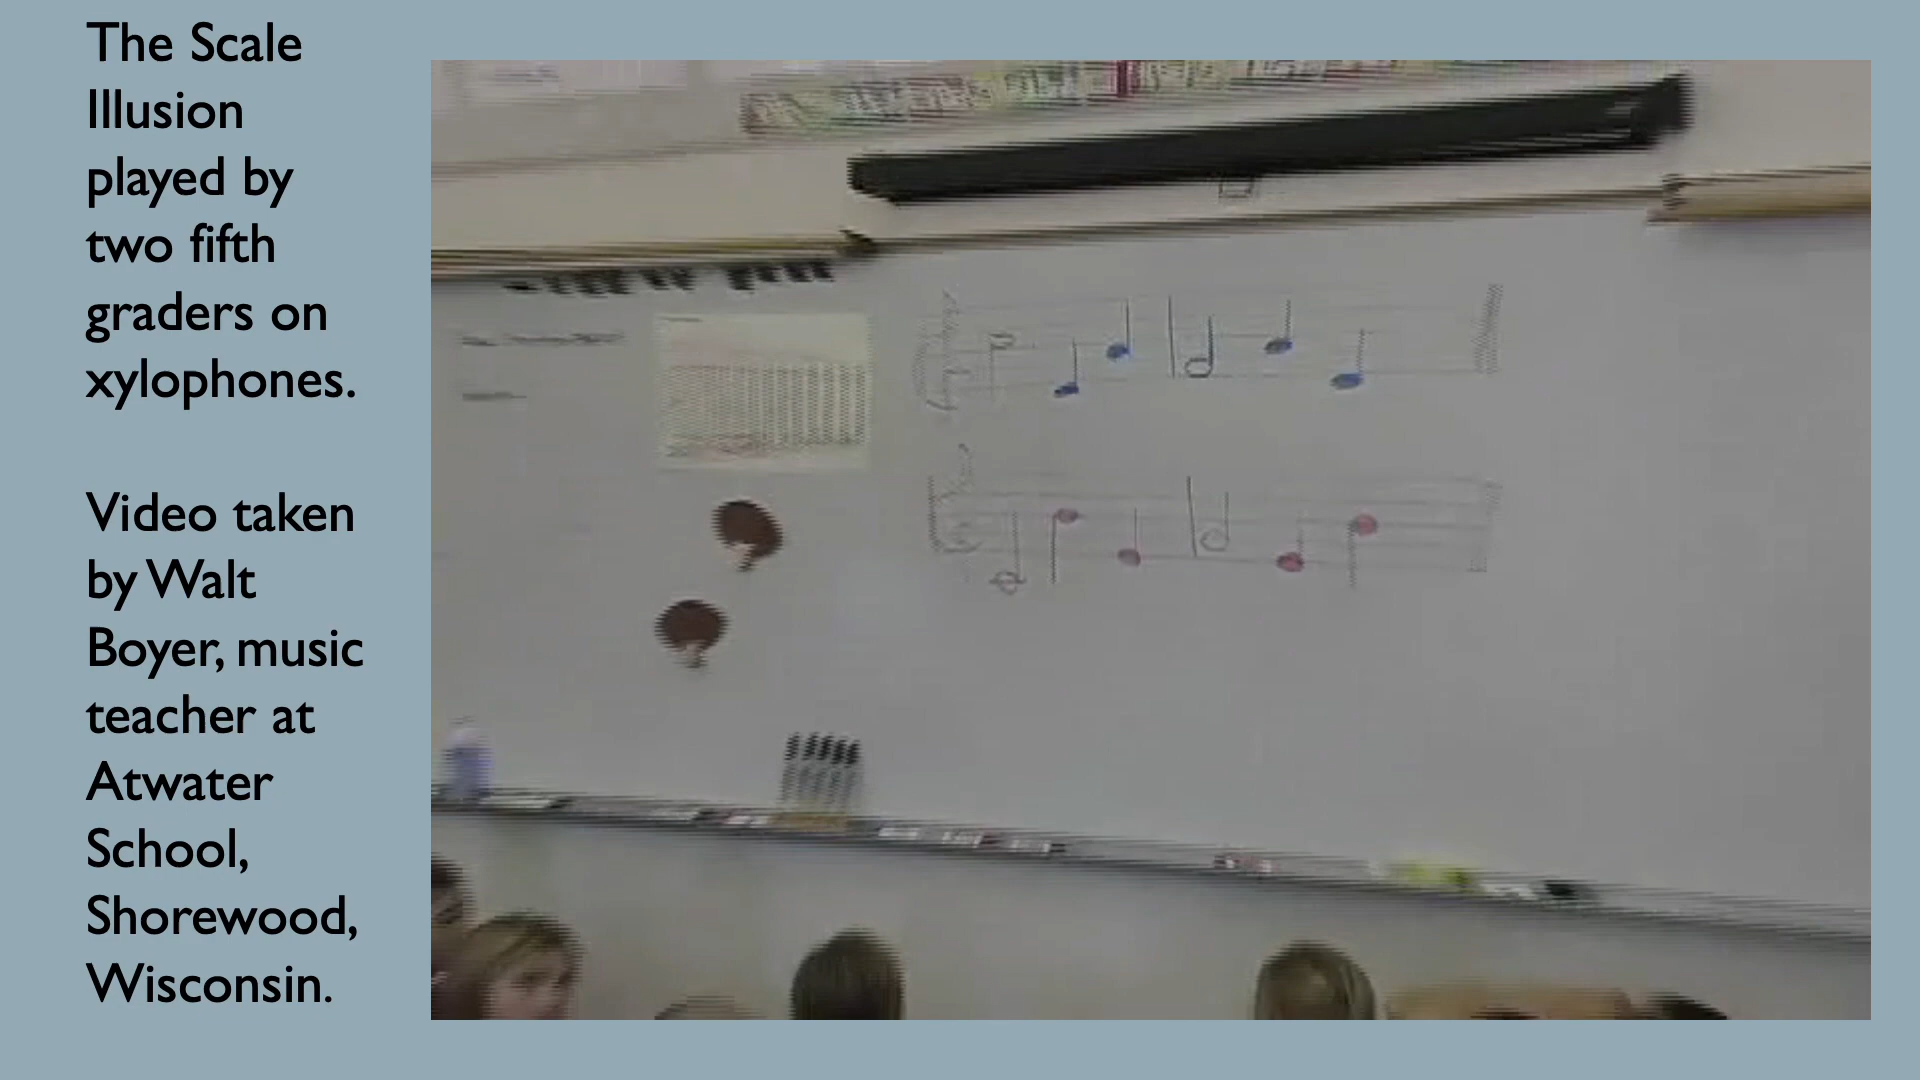 The Scale
Illusion
played by
two fifth
graders on
xylophones.
Video taken
by Walt
Boyer, music
teacher at
Atwater
School,
Shorewood,
Wisconsin.